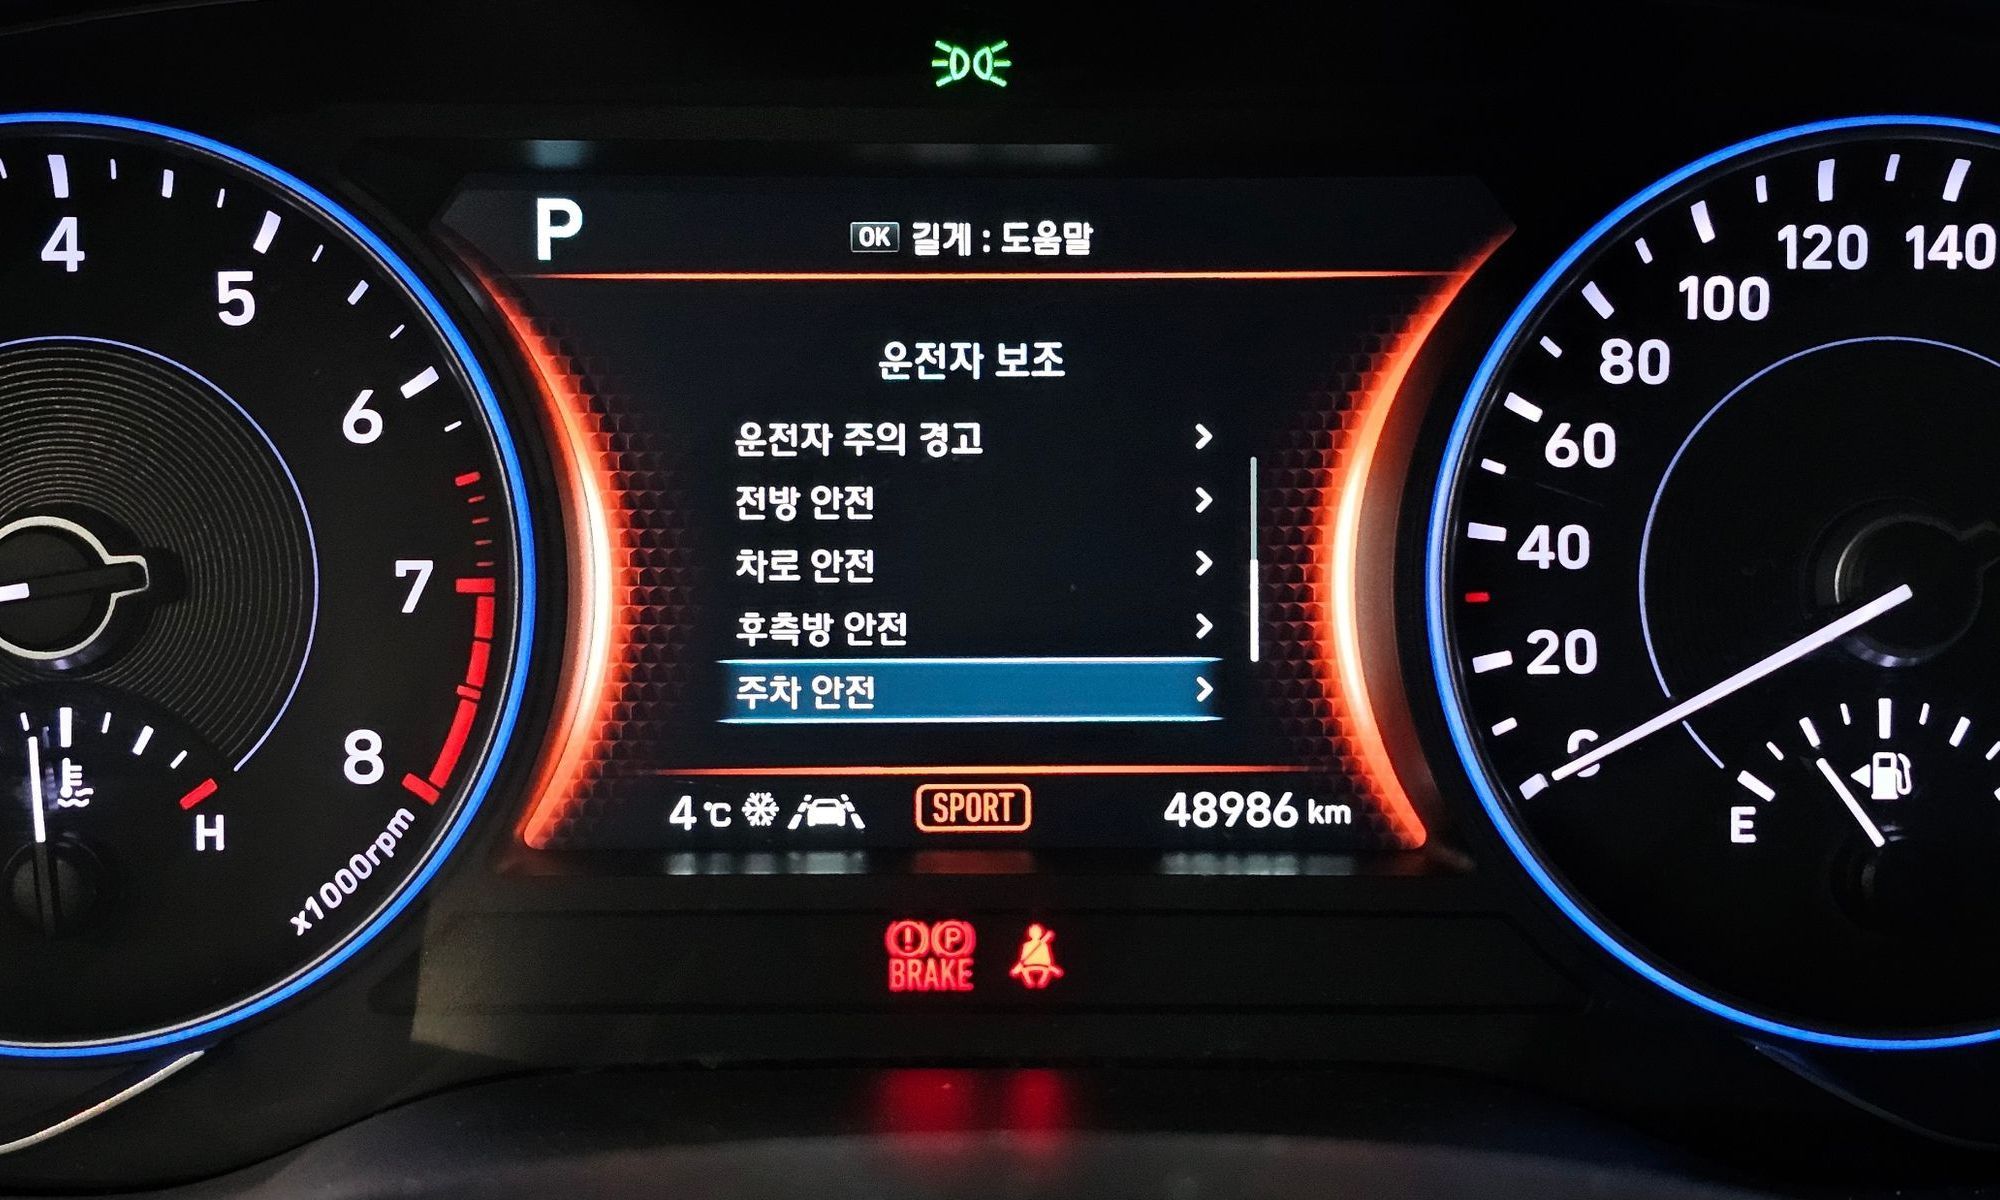 P
OK 길게 : 도움말
운전자 보조
운전자 주의 경고
전방 안전
차로 안전
후측방 안전
주차 안전
4 ℃ SPORT 48986 km
4
5
6
7
8
x1000rpm
H
140
120
100
80
60
40
20
0
E
P
BRAKE